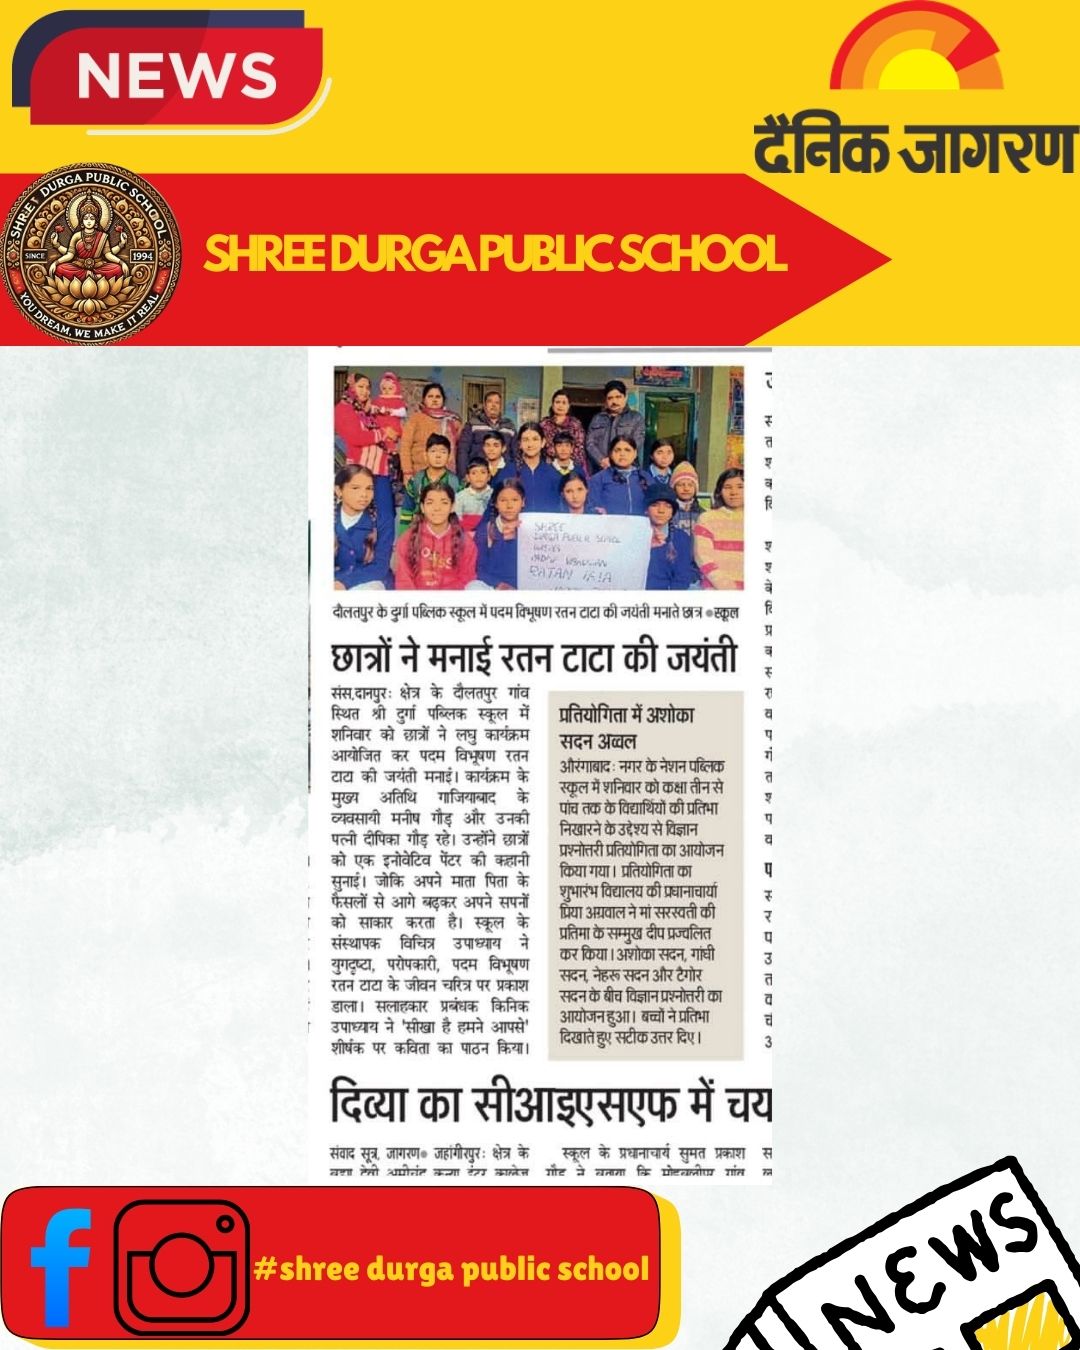 NEWS
दैनिक जागरण
SHREE DURGA PUBLIC SCHOOL
SINCE 1994
YOU DREAM, WE MAKE IT REAL
SHREE DURGA PUBLIC SCHOOL
SHREE
DURGA PUBLIC SCHOOL
RATAN
दौलतपुर के दुर्गा पब्लिक स्कूल में पदम विभूषण रतन टाटा की जयंती मनाते छात्र ●स्कूल
छात्रों ने मनाई रतन टाटा की जयंती
संस,दानपुर: क्षेत्र के दौलतपुर गांव
स्थित श्री दुर्गा पब्लिक स्कूल में
शनिवार को छात्रों ने लघु कार्यक्रम
आयोजित कर पदम विभूषण रतन
टाटा की जयंती मनाई। कार्यक्रम के
मुख्य अतिथि गाजियाबाद के
व्यवसायी मनीष गौड़ और उनकी
पत्नी दीपिका गौड़ रहे। उन्होंने छात्रों
को एक इनोवेटिव पेंटर की कहानी
सुनाई। जोकि अपने माता पिता के
फैसलों से आगे बढ़कर अपने सपनों
को साकार करता है। स्कूल के
संस्थापक विचित्र उपाध्याय ने
युगदृष्टा, परोपकारी, पदम विभूषण
रतन टाटा के जीवन चरित्र पर प्रकाश
डाला। सलाहकार प्रबंधक किनिक
उपाध्याय ने 'सीखा है हमने आपसे'
शीर्षक पर कविता का पाठन किया।
प्रतियोगिता में अशोका
सदन अव्वल
औरंगाबाद: नगर के नेशन पब्लिक
स्कूल में शनिवार को कक्षा तीन से
पांच तक के विद्यार्थियों की प्रतिभा
निखारने के उद्देश्य से विज्ञान
प्रश्नोत्तरी प्रतियोगिता का आयोजन
किया गया। प्रतियोगिता का
शुभारंभ विद्यालय की प्रधानाचार्या
प्रिया अग्रवाल ने मां सरस्वती की
प्रतिमा के सम्मुख दीप प्रज्वलित
कर किया। अशोका सदन, गांधी
सदन, नेहरू सदन और टैगोर
सदन के बीच विज्ञान प्रश्नोत्तरी का
आयोजन हुआ। बच्चों ने प्रतिभा
दिखाते हुए सटीक उत्तर दिए।
दिव्या का सीआइएसएफ में चय
संवाद सूत्र, जागरण● जहांगीरपुर: क्षेत्र के
स्कूल के प्रधानाचार्य सुमत प्रकाश
#shree durga public school
NEWS